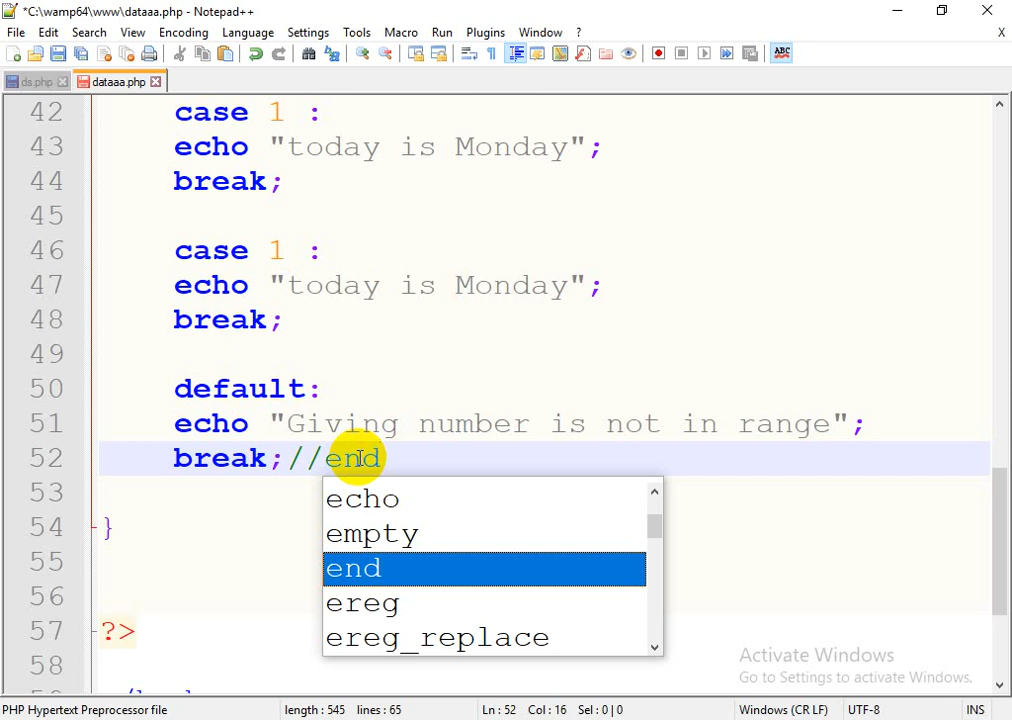 *C:\wamp64\www\dataaa.php - Notepad++
File Edit Search View Encoding Language Settings Tools Macro Run Plugins Window ? X
ABC
ds.php dataaa.php
42 case 1 :
43 echo "today is Monday";
44 break;
45
46 case 1 :
47 echo "today is Monday";
48 break;
49
50 default:
51 echo "Giving number is not in range";
52 break;//end
53 echo
54 } empty
55 end
56 ereg
57 ?> ereg_replace
58
Activate Windows
Go to Settings to activate Windows.
PHP Hypertext Preprocessor file length : 545 lines : 65 Ln : 52 Col : 16 Sel : 0 | 0 Windows (CR LF) UTF-8 INS